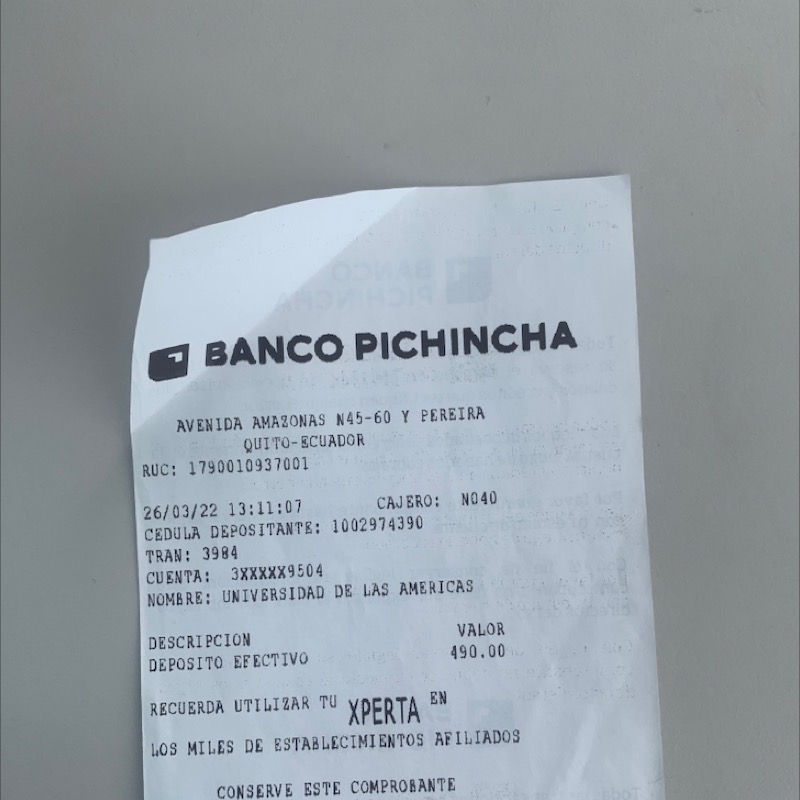 BANCO PICHINCHA
AVENIDA AMAZONAS N45-60 Y PEREIRA
QUITO-ECUADOR
RUC: 1790010937001
26/03/22 13:11:07 CAJERO: N040
CEDULA DEPOSITANTE: 1002974390
TRAN: 3984
CUENTA: 3XXXXX9504
NOMBRE: UNIVERSIDAD DE LAS AMERICAS
DESCRIPCION VALOR
DEPOSITO EFECTIVO 490.00
RECUERDA UTILIZAR TU XPERTA EN
LOS MILES DE ESTABLECIMIENTOS AFILIADOS
CONSERVE ESTE COMPROBANTE